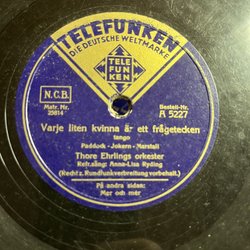 TELEFUNKEN
DIE DEUTSCHE WELTMARKE
TELE
FUN
KEN
N.C.B.
Matr. Nr.
25814
Bestell-Nr.
A 5227
Varje liten kvinna är ett frågetecken
tango
Paddock - Jokern - Marstall
Thore Ehrlings orkester
Refr.sång: Anna-Lisa Ryding
(Recht z. Rundfunkverbreitung vorbehalt.)
På andra sidan:
Mer och mer